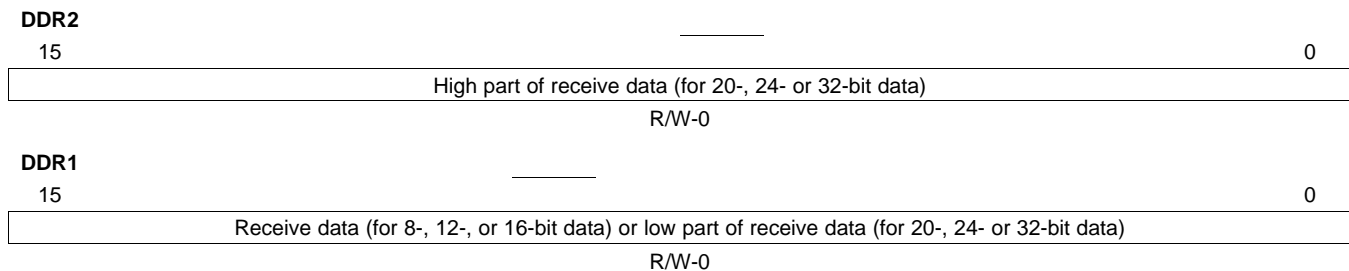 DDR2
15 0
High part of receive data (for 20-, 24- or 32-bit data)
R/W-0
DDR1
15 0
Receive data (for 8-, 12-, or 16-bit data) or low part of receive data (for 20-, 24- or 32-bit data)
R/W-0